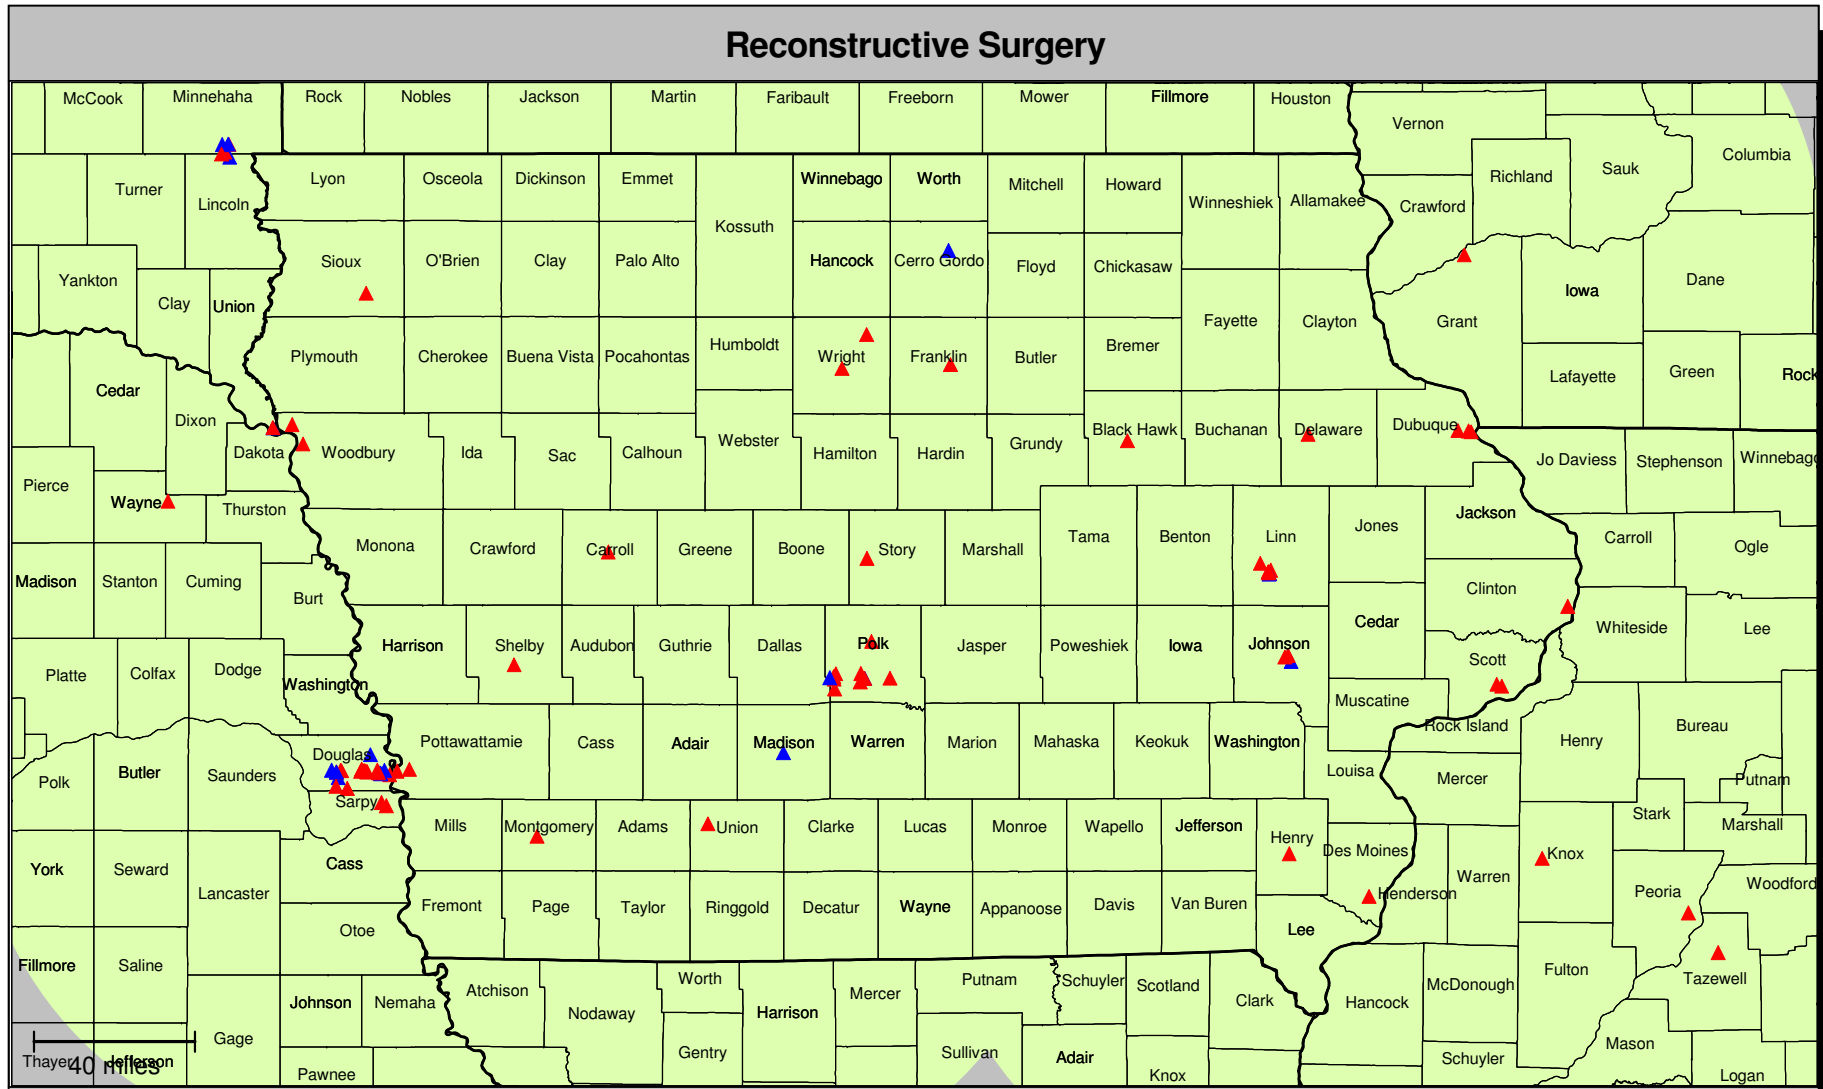 Reconstructive Surgery
McCook Minnehaha Rock Nobles Jackson Martin Faribault Freeborn Mower Fillmore Houston
Vernon
Turner Lincoln Lyon Osceola Dickinson Emmet Kossuth Winnebago Worth Mitchell Howard Winneshiek Allamakee Crawford Richland Sauk Columbia
Yankton Clay Union Sioux O'Brien Clay Palo Alto Hancock Cerro Gordo Floyd Chickasaw Iowa Dane
Fayette Clayton Grant
Cedar Dixon Plymouth Cherokee Buena Vista Pocahontas Humboldt Wright Franklin Butler Bremer Lafayette Green Rock
Pierce Dakota Woodbury Ida Sac Calhoun Webster Hamilton Hardin Grundy Black Hawk Buchanan Delaware Dubuque Jo Daviess Stephenson Winnebago
Wayne Thurston
Monona Crawford Carroll Greene Boone Story Marshall Tama Benton Linn Jones Jackson Carroll Ogle
Madison Stanton Cuming Burt Clinton
Harrison Shelby Audubon Guthrie Dallas Polk Jasper Poweshiek Iowa Johnson Cedar Scott Whiteside Lee
Platte Colfax Dodge Washington Muscatine Rock Island
Pottawattamie Cass Adair Madison Warren Marion Mahaska Keokuk Washington Henry Bureau
Polk Butler Saunders Douglas Sarpy Louisa Mercer Putnam
Mills Montgomery Adams Union Clarke Lucas Monroe Wapello Jefferson Henry Des Moines Stark Marshall
York Seward Cass Knox
Lancaster Fremont Page Taylor Ringgold Decatur Wayne Appanoose Davis Van Buren Henderson Warren Peoria Woodford
Otoe Lee
Fillmore Saline Atchison Worth Putnam Schuyler Scotland McDonough Fulton Tazewell
Johnson Nemaha Nodaway Harrison Mercer Clark Hancock
Gage Gentry Sullivan Adair Schuyler Mason
Thayer Jefferson Pawnee Knox Logan
40 miles